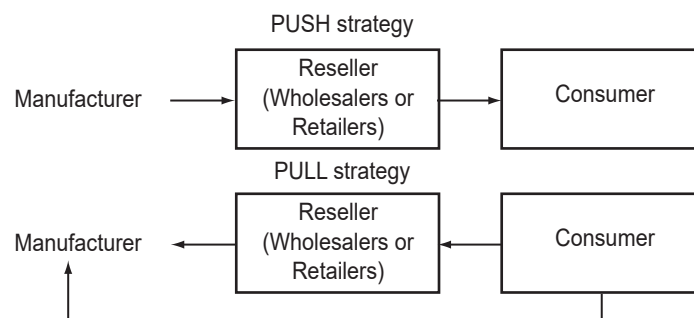 PUSH strategy
Manufacturer
Reseller
(Wholesalers or
Retailers)
Consumer
PULL strategy
Manufacturer
Reseller
(Wholesalers or
Retailers)
Consumer